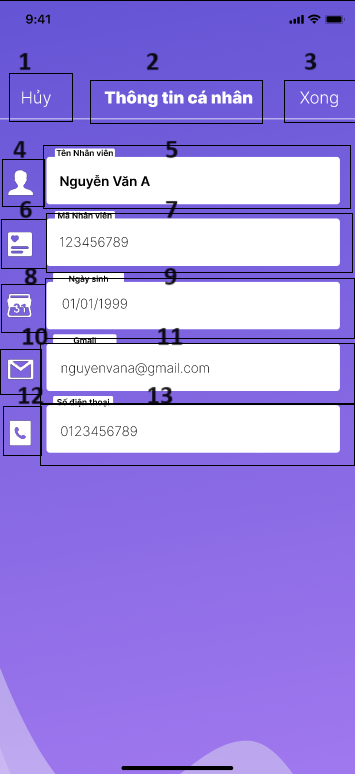 9:41
1 2 3
Hủy Thông tin cá nhân Xong
4 5
Tên Nhân viên
Nguyễn Văn A
6 7
Mã Nhân viên
123456789
8 9
Ngày sinh
31 01/01/1999
10 11
Gmail
nguyenvana@gmail.com
12 13
Số điện thoại
0123456789